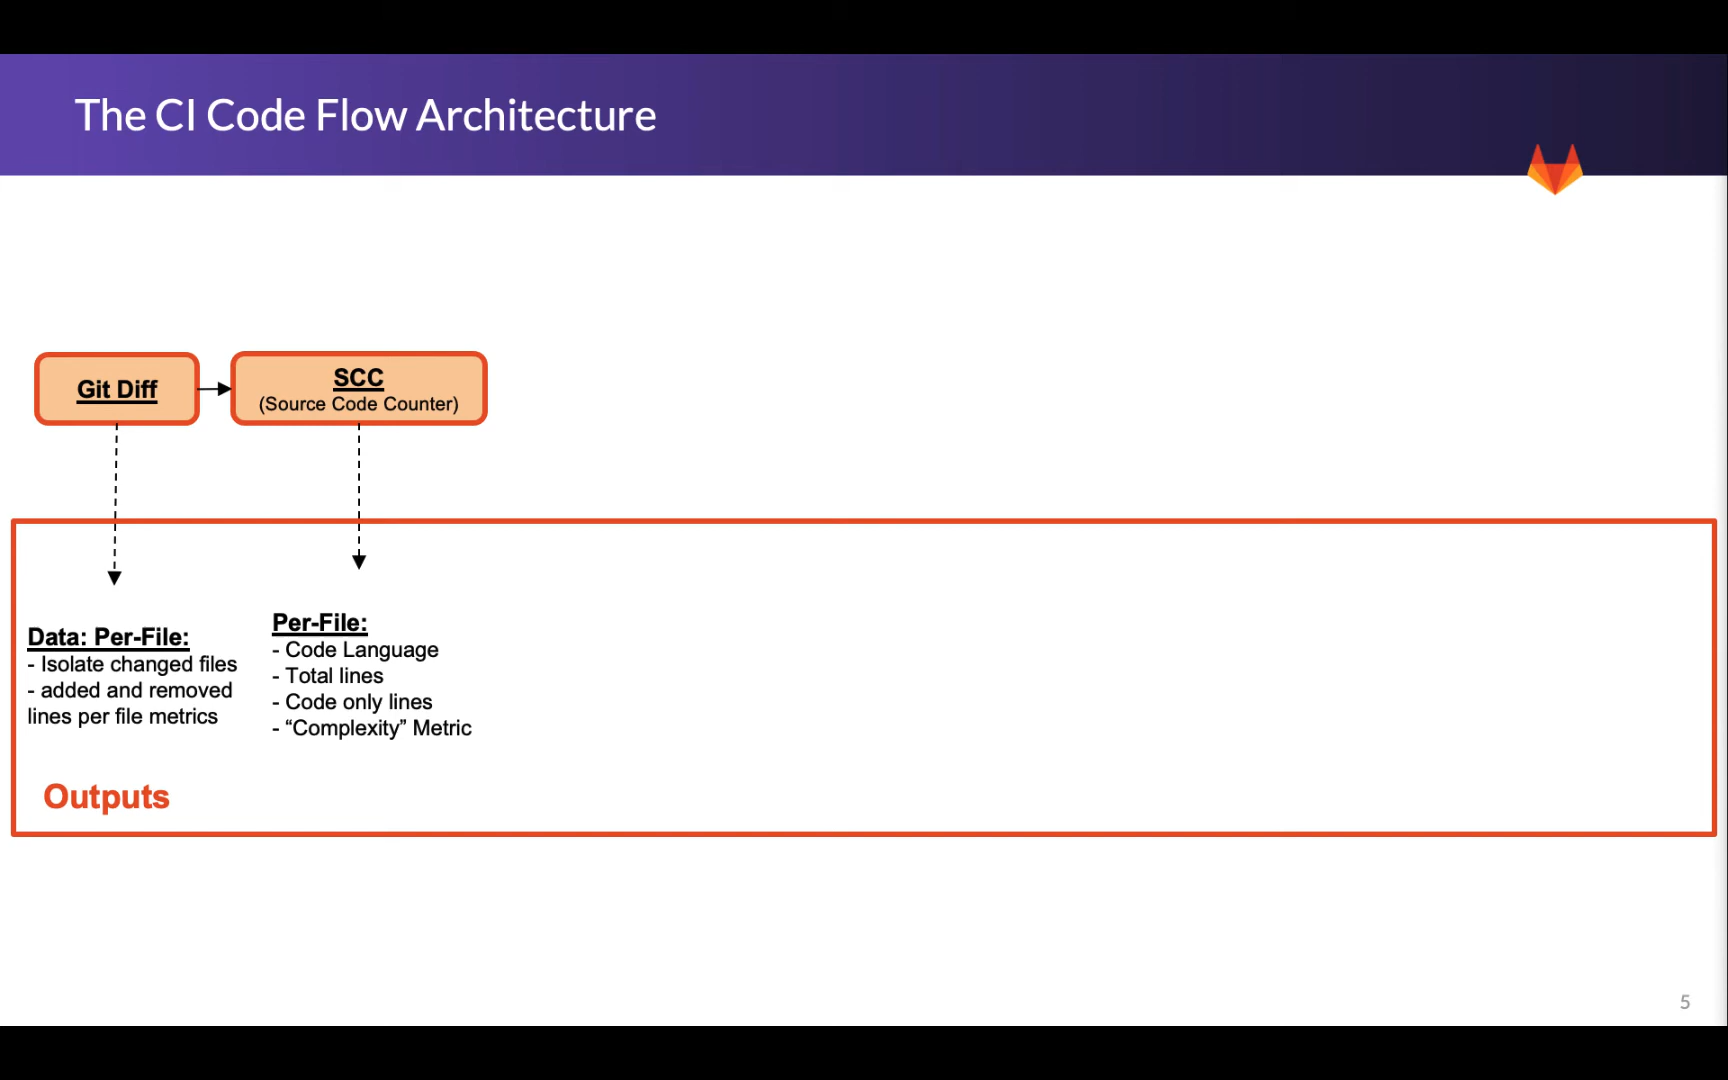 The CI Code Flow Architecture
Git Diff
SCC
(Source Code Counter)
Data: Per-File:
- Isolate changed files
- added and removed
lines per file metrics
Per-File:
- Code Language
- Total lines
- Code only lines
- “Complexity” Metric
Outputs
5